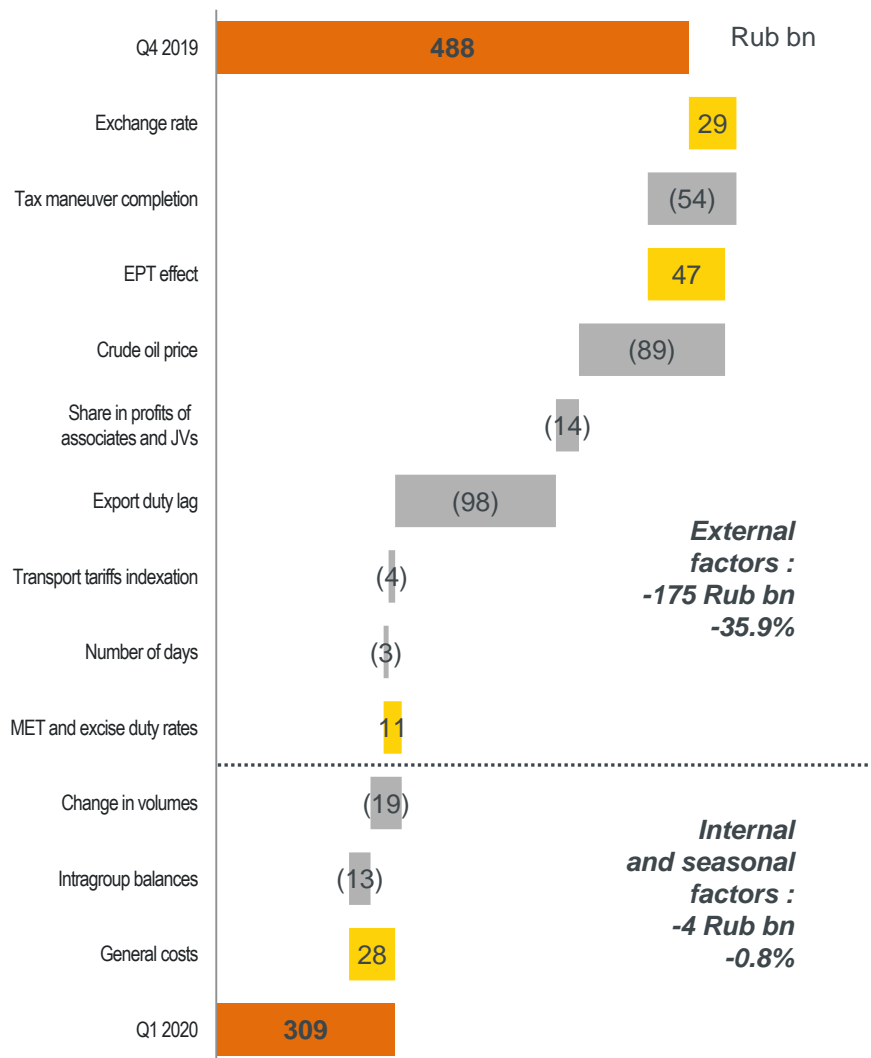 Q4 2019
488
Rub bn
Exchange rate
29
Tax maneuver completion
(54)
EPT effect
47
Crude oil price
(89)
Share in profits of
associates and JVs
(14)
Export duty lag
(98)
External
factors :
-175 Rub bn
-35.9%
Transport tariffs indexation
(4)
Number of days
(3)
MET and excise duty rates
11
Change in volumes
(19)
Internal
and seasonal
factors :
-4 Rub bn
-0.8%
Intragroup balances
(13)
General costs
28
Q1 2020
309